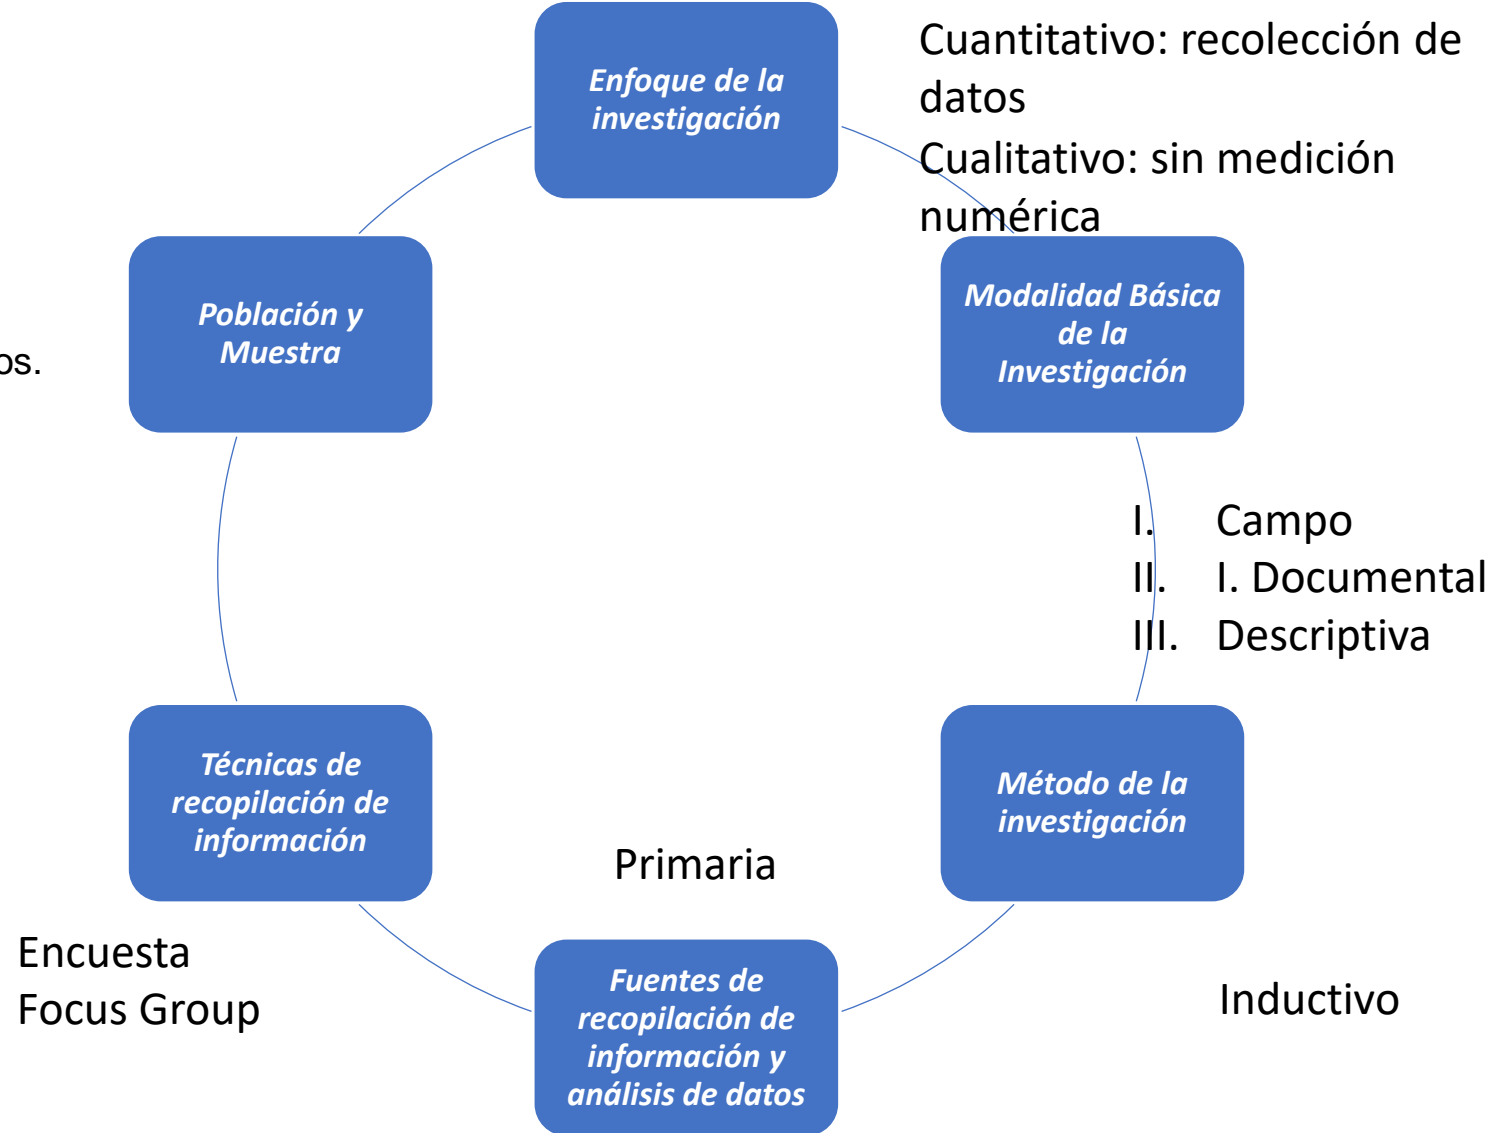 Enfoque de la
investigación
Cuantitativo: recolección de
datos
Cualitativo: sin medición
numérica
Modalidad Básica
de la
Investigación
I. Campo
II. I. Documental
III. Descriptiva
Método de la
investigación
Inductivo
Primaria
Fuentes de
recopilación de
información y
análisis de datos
Técnicas de
recopilación de
información
Encuesta
Focus Group
Población y
Muestra
os.